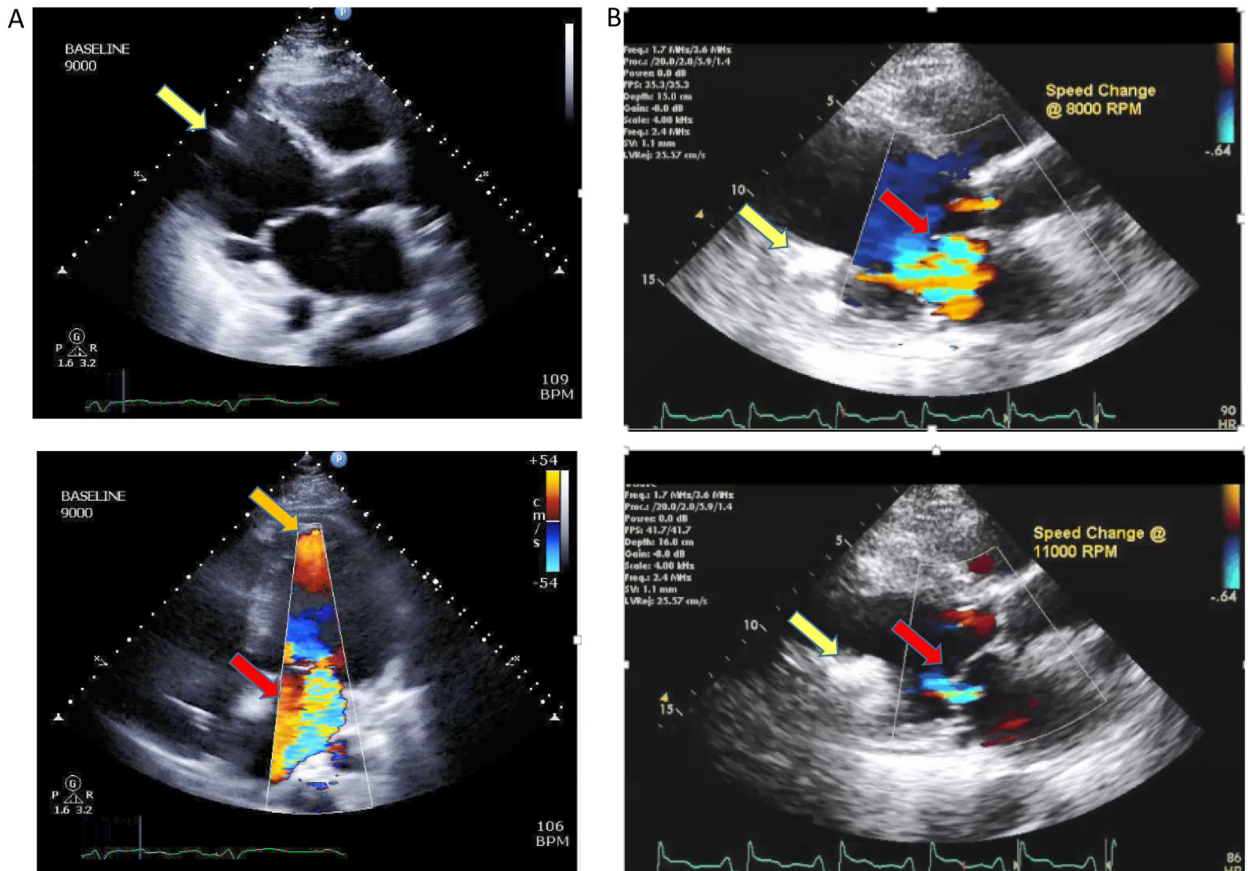 A
P
BASELINE
9000
G
P R
1.6 3.2
109
BPM
B
Freq.: 1.7 MHz/3.6 MHz
Proc.: /20.0/2.0/5.9/1.4
Power: 0.0 dB
FPS: 35.3/35.3
Depth: 15.0 cm
Gain: -8.0 dB
Scale: 4.00 kHz
Freq.: 2.4 MHz
SV: 1.1 mm
LVRej: 25.57 cm/s
5
10
15
Speed Change
@ 8000 RPM
-.64
90
HR
P
BASELINE
9000
+54
cm/s
-54
G
P R
1.6 3.2
106
BPM
Freq.: 1.7 MHz/3.6 MHz
Proc.: /20.0/2.0/5.9/1.4
Power: 0.0 dB
FPS: 41.7/41.7
Depth: 16.0 cm
Gain: -8.0 dB
Scale: 4.00 kHz
Freq.: 2.4 MHz
SV: 1.1 mm
LVRej: 25.57 cm/s
5
10
15
Speed Change @
11000 RPM
-.64
86
HR